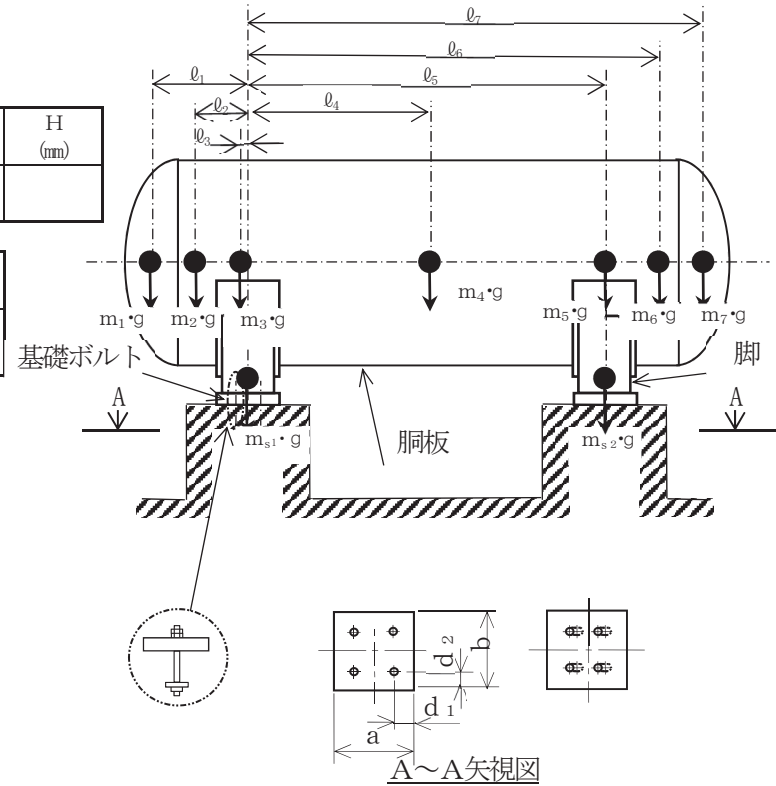 ℓ₇
ℓ₆
ℓ₁
ℓ₅
ℓ₂
ℓ₄
ℓ₃
H
(mm)
m₁・g
m₂・g
m₃・g
m₄・g
m₅・g
m₆・g
m₇・g
基礎ボルト
脚
A
A
mₛ₁・g
胴板
mₛ₂・g
d₂
b
d₁
a
A～A矢視図